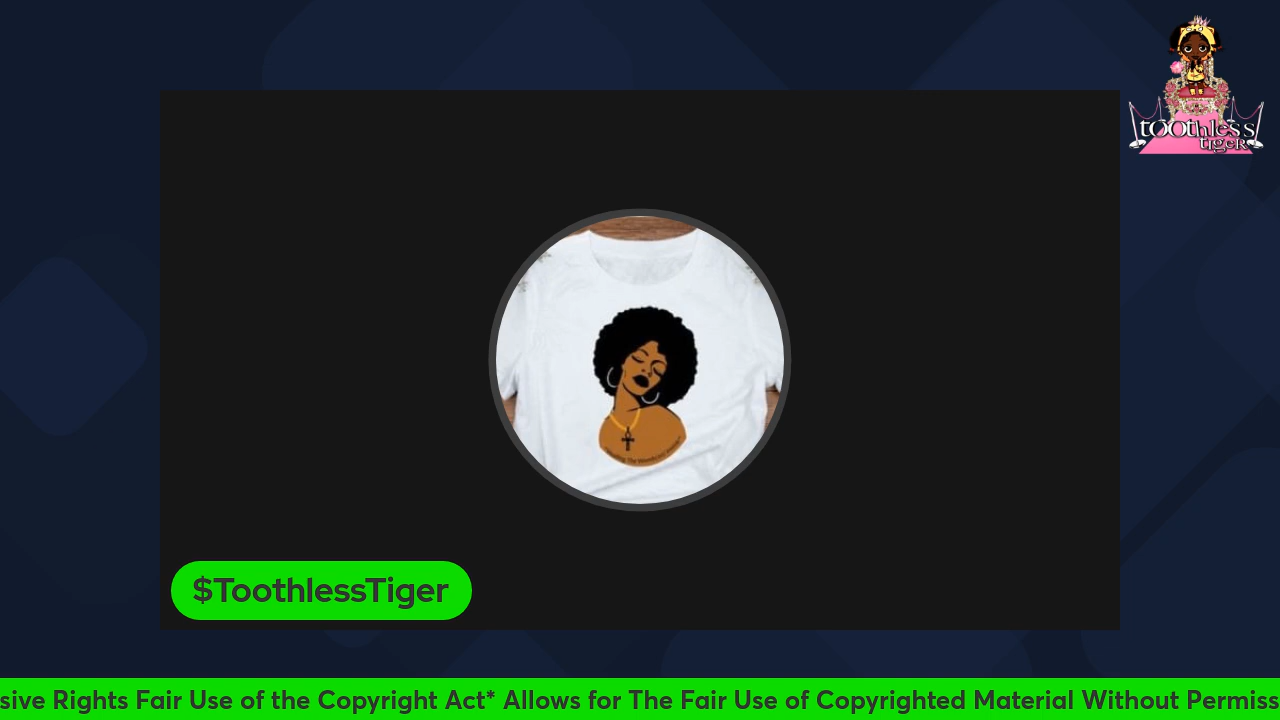 toothless
tiger
$ToothlessTiger
sive Rights Fair Use of the Copyright Act* Allows for The Fair Use of Copyrighted Material Without Permiss